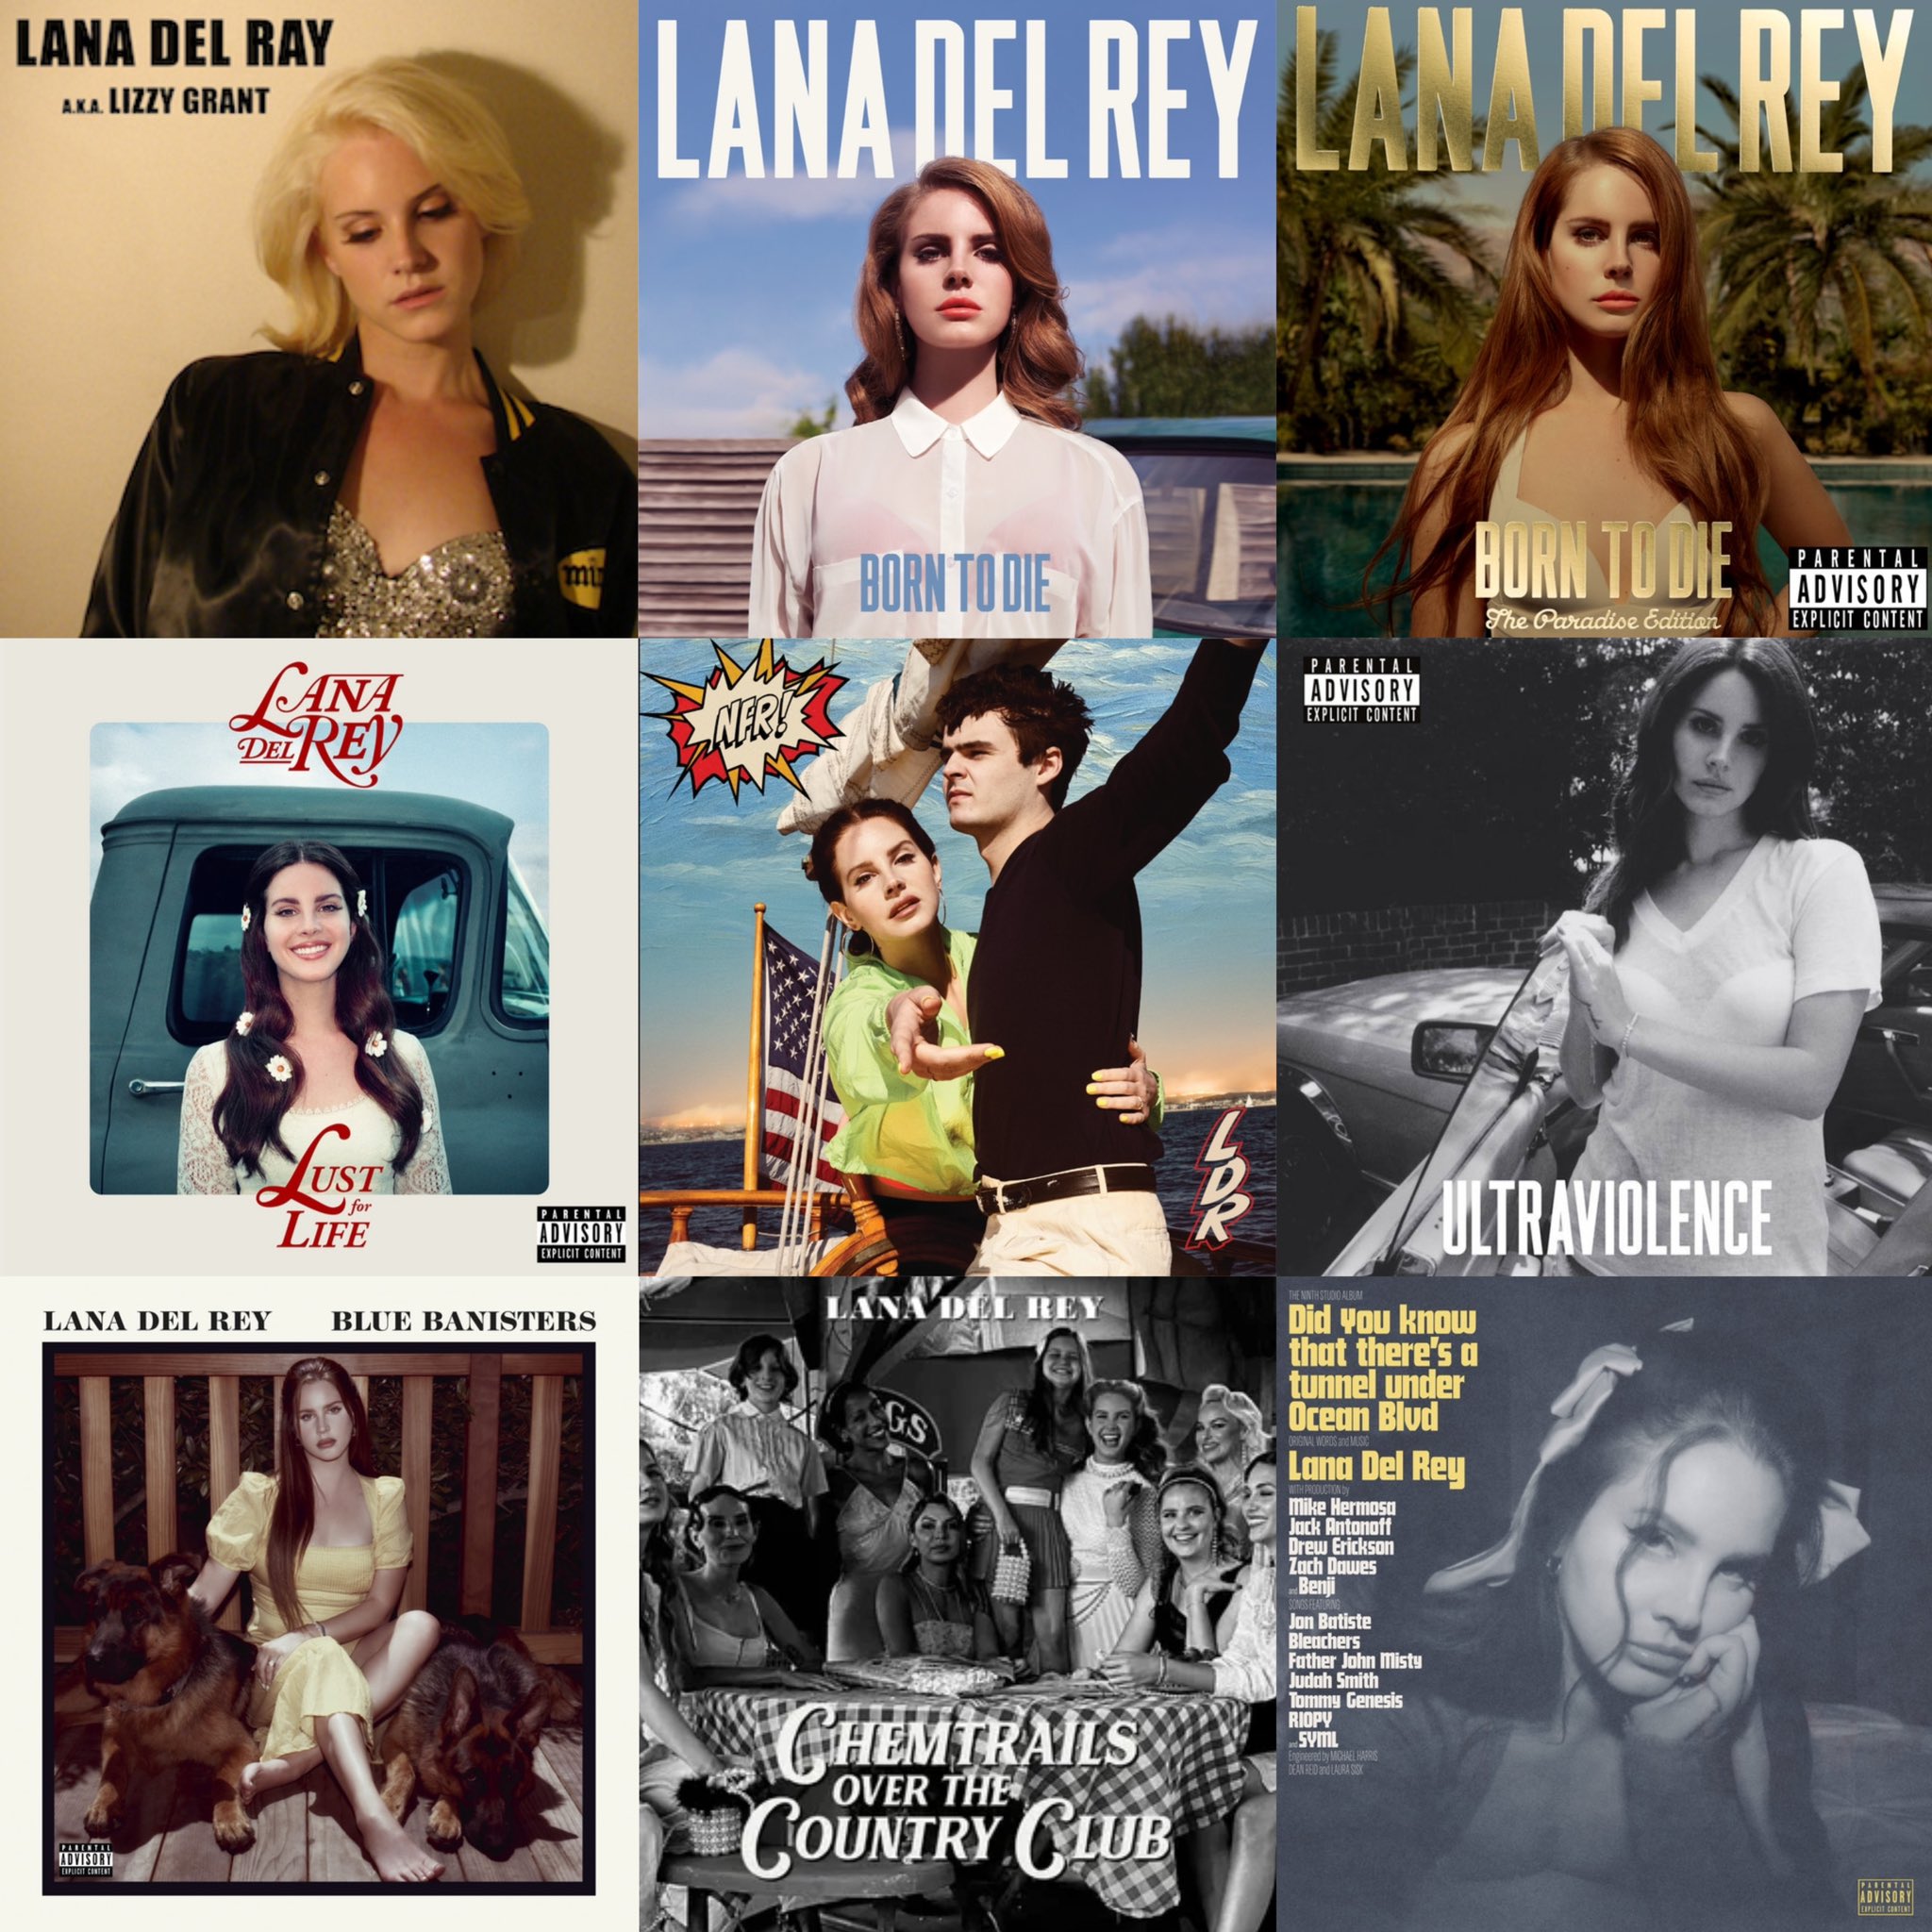 LANA DEL RAY
A.K.A. LIZZY GRANT
LANA DEL REY
BORN TO DIE
LANA DEL REY
BORN TO DIE
The Paradise Edition
PARENTAL
ADVISORY
EXPLICIT CONTENT
LANA
DEL REY
LUST
for
LIFE
PARENTAL
ADVISORY
EXPLICIT CONTENT
NFR!
LDR
PARENTAL
ADVISORY
EXPLICIT CONTENT
ULTRAVIOLENCE
LANA DEL REY BLUE BANISTERS
PARENTAL
ADVISORY
EXPLICIT CONTENT
LANA DEL REY
GS
CHEMTRAILS
OVER THE
COUNTRY CLUB
THE NINTH STUDIO ALBUM
Did you know
that there's a
tunnel under
Ocean Blvd
ORIGINAL WORDS and MUSIC
Lana Del Rey
WITH PRODUCTION by
Mike Hermosa
Jack Antonoff
Drew Erickson
Zach Dawes
and Benji
SONGS FEATURING
Jon Batiste
Bleachers
Father John Misty
Judah Smith
Tommy Genesis
RIOPY
and SYML
Engineered by MICHAEL HARRIS
DEAN REID and LAURA SISK
PARENTAL
ADVISORY
EXPLICIT CONTENT